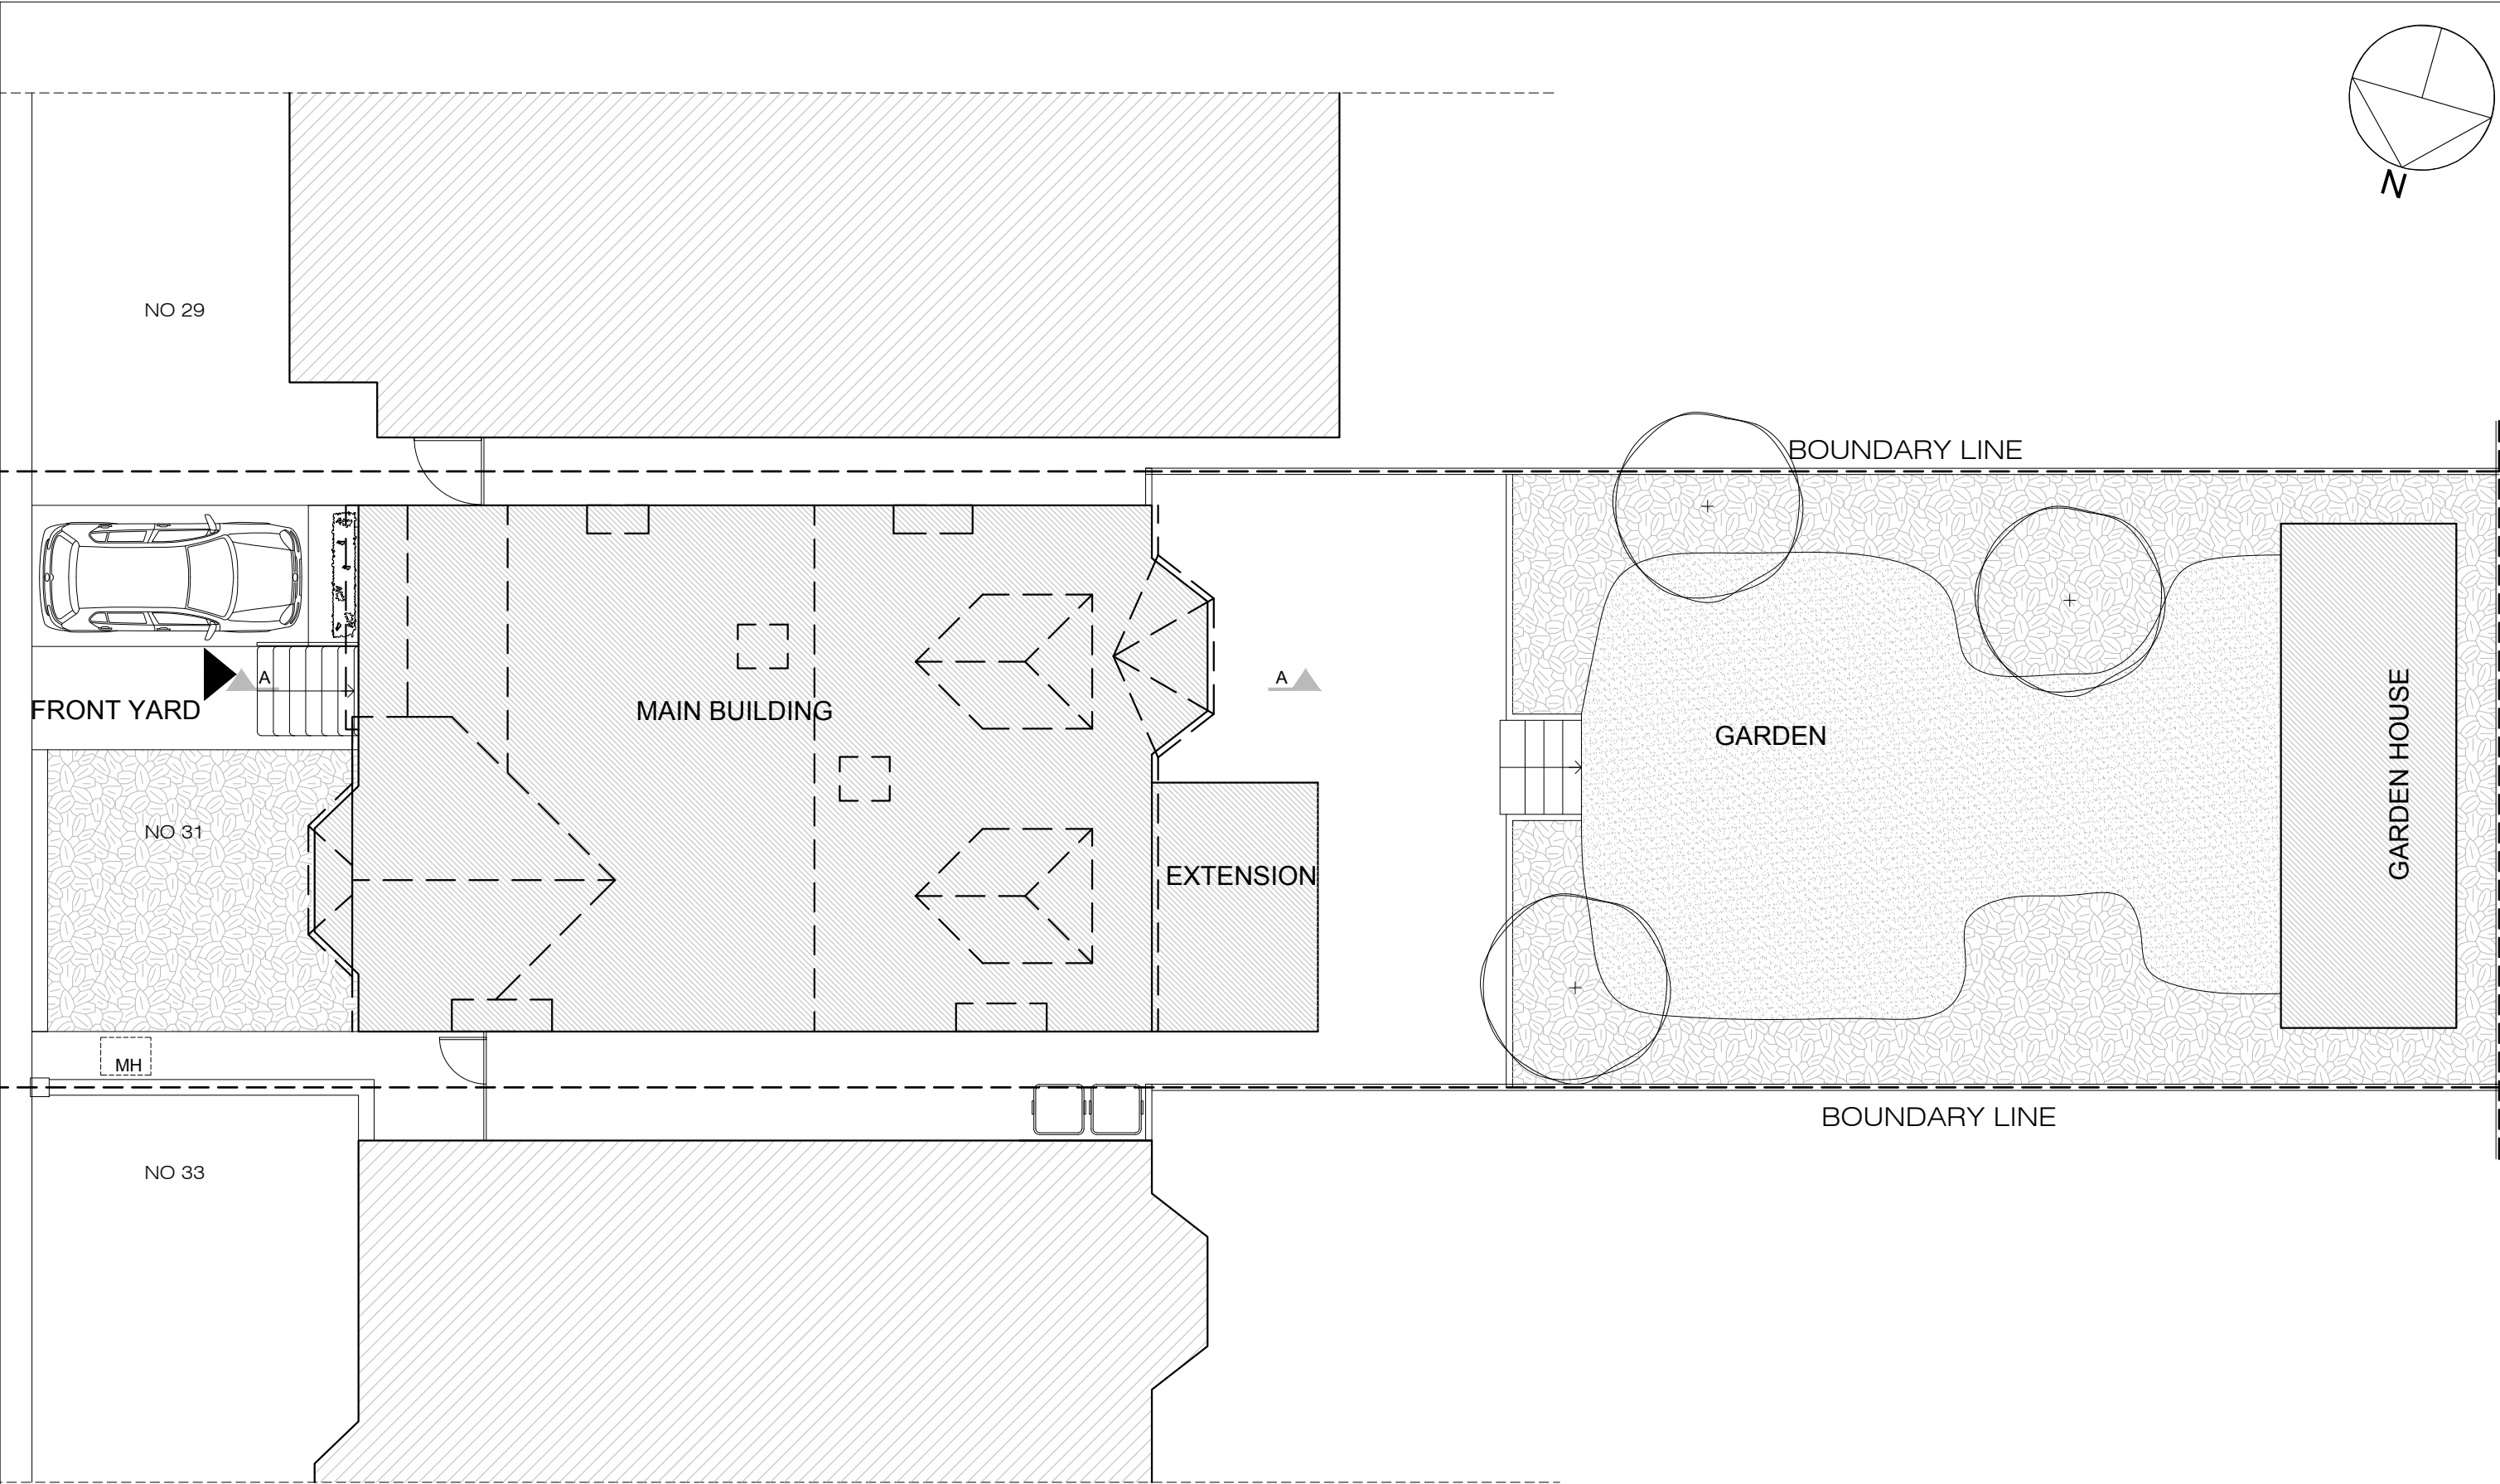 N
NO 29
BOUNDARY LINE
A
A
FRONT YARD
MAIN BUILDING
GARDEN
GARDEN HOUSE
NO 31
EXTENSION
MH
BOUNDARY LINE
NO 33